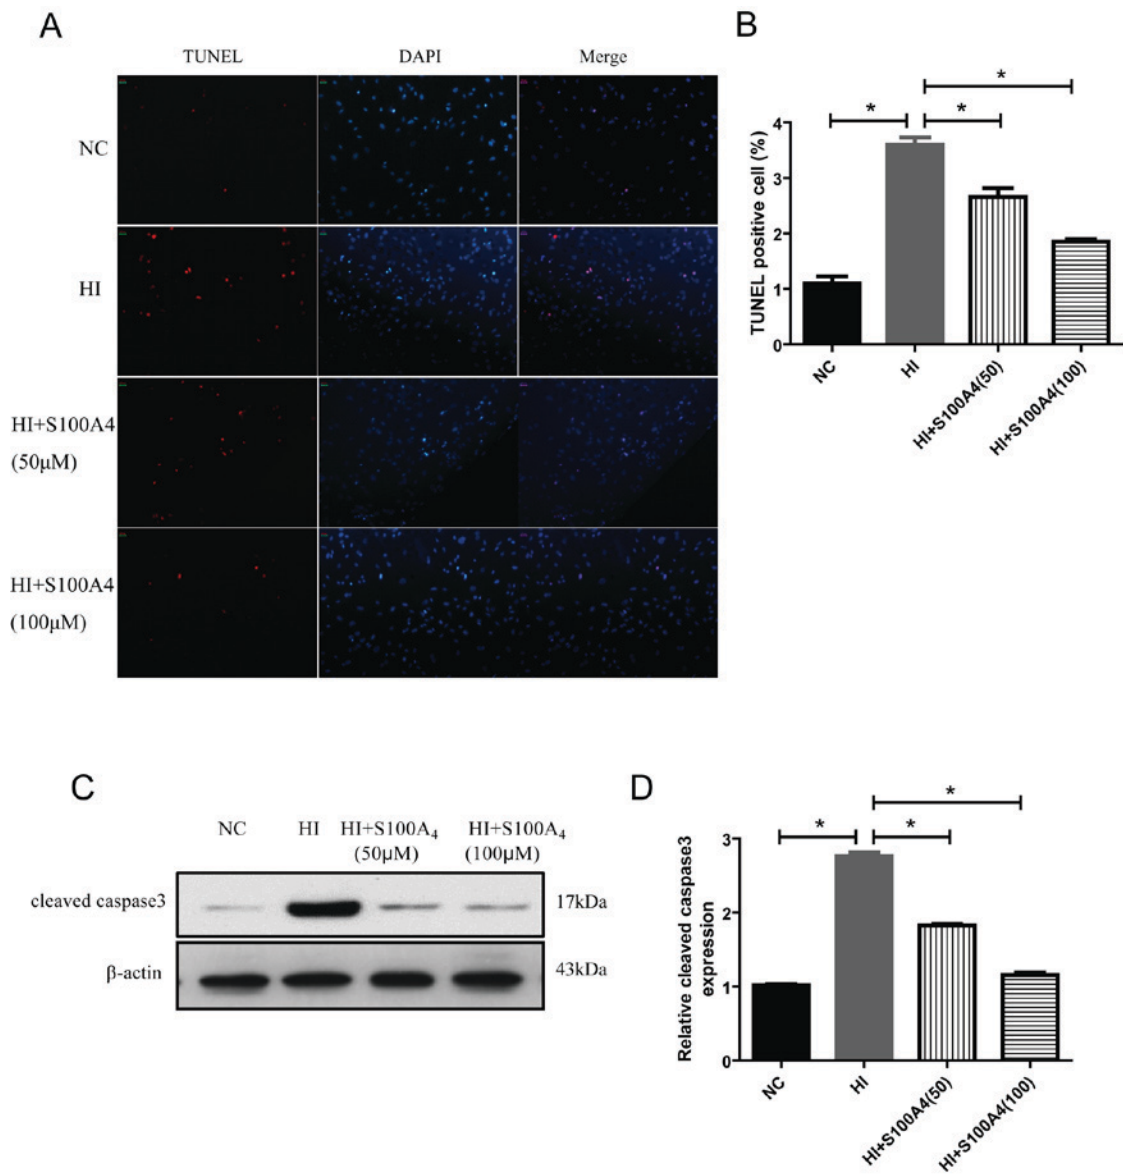 A
TUNEL DAPI Merge
NC
HI
HI+S100A4
(50μM)
HI+S100A4
(100μM)
B
* * *
TUNEL positive cell (%)
4
3
2
1
0
NC HI HI+S100A4(50) HI+S100A4(100)
C
NC HI HI+S100A₄ HI+S100A₄
(50μM) (100μM)
cleaved caspase3 17kDa
β-actin 43kDa
D
* * *
Relative cleaved caspase3
expression
3
2
1
0
NC HI HI+S100A4(50) HI+S100A4(100)